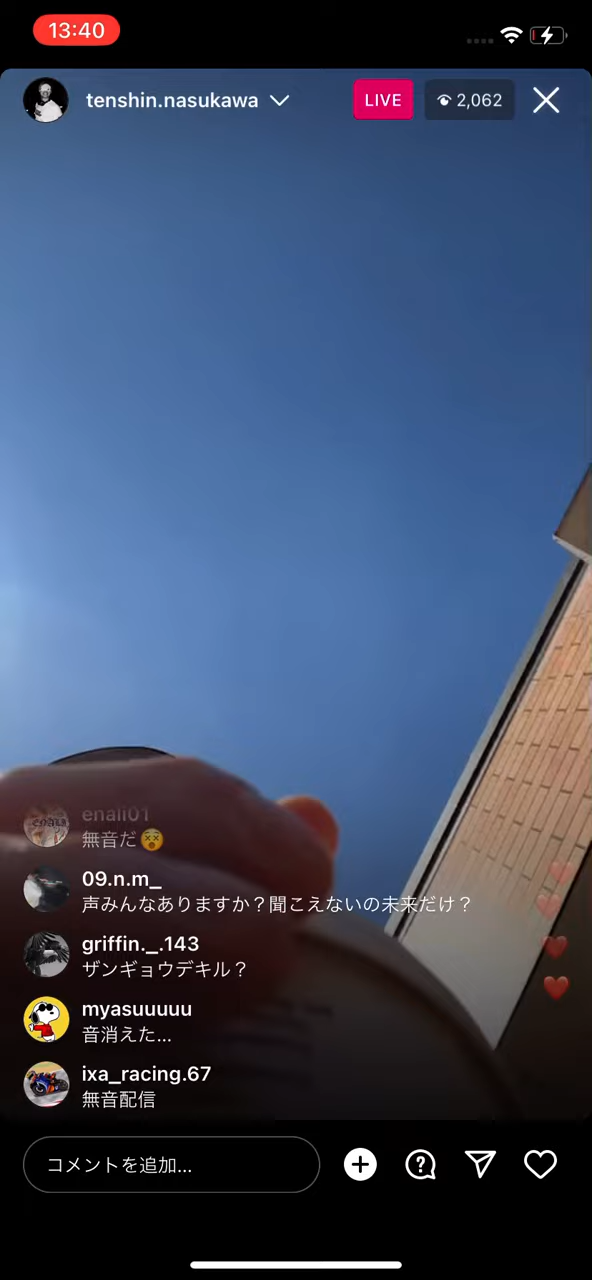 13:40
tenshin.nasukawa
LIVE
2,062
enali01
無音だ😵
09.n.m_
声みんなありますか？聞こえないの未来だけ？
griffin._.143
ザンギョウデキル？
myasuuuuu
音消えた...
ixa_racing.67
無音配信
コメントを追加...